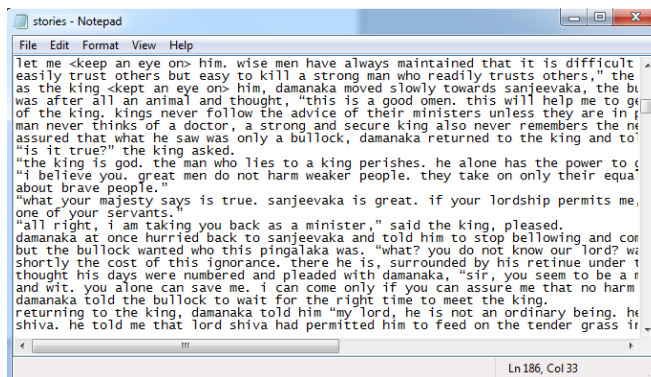 stories - Notepad
File Edit Format View Help
let me <keep an eye on> him. wise men have always maintained that it is difficult
easily trust others but easy to kill a strong man who readily trusts others," the
as the king <kept an eye on> him, damanaka moved slowly towards sanjeevaka, the bu
was after all an animal and thought, "this is a good omen. this will help me to ge
of the king. kings never follow the advice of their ministers unless they are in p
man never thinks of a doctor, a strong and secure king also never remembers the ne
assured that what he saw was only a bullock, damanaka returned to the king and tol
"is it true?" the king asked.
"the king is god. the man who lies to a king perishes. he alone has the power to
"i believe you. great men do not harm weaker people. they take on only their equa
about brave people."
"what your majesty says is true. sanjeevaka is great. if your lordship permits me,
one of your servants."
"all right, i am taking you back as a minister," said the king, pleased.
damanaka at once hurried back to sanjeevaka and told him to stop bellowing and com
but the bullock wanted who this pingalaka was. "what? you do not know our lord? wa
shortly the cost of this ignorance. there he is, surrounded by his retinue under t
thought his days were numbered and pleaded with damanaka, "sir, you seem to be a m
and wit. you alone can save me. i can come only if you can assure me that no harm
damanaka told the bullock to wait for the right time to meet the king.
returning to the king, damanaka told him "my lord, he is not an ordinary being. he
shiva. he told me that lord shiva had permitted him to feed on the tender grass in
Ln 186, Col 33